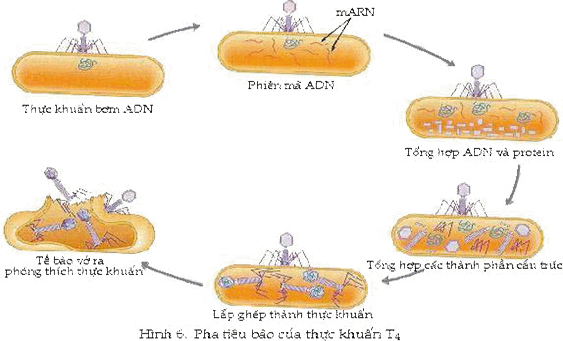 mARN
Thực khuẩn bơm ADN
Phiên mã ADN
Tổng hợp ADN và protein
Tổng hợp các thành phần cấu trúc
Lắp ghép thành thực khuẩn
Tế bào vỡ ra
phóng thích thực khuẩn
Hình 6. Pha tiêu bào của thực khuẩn T4